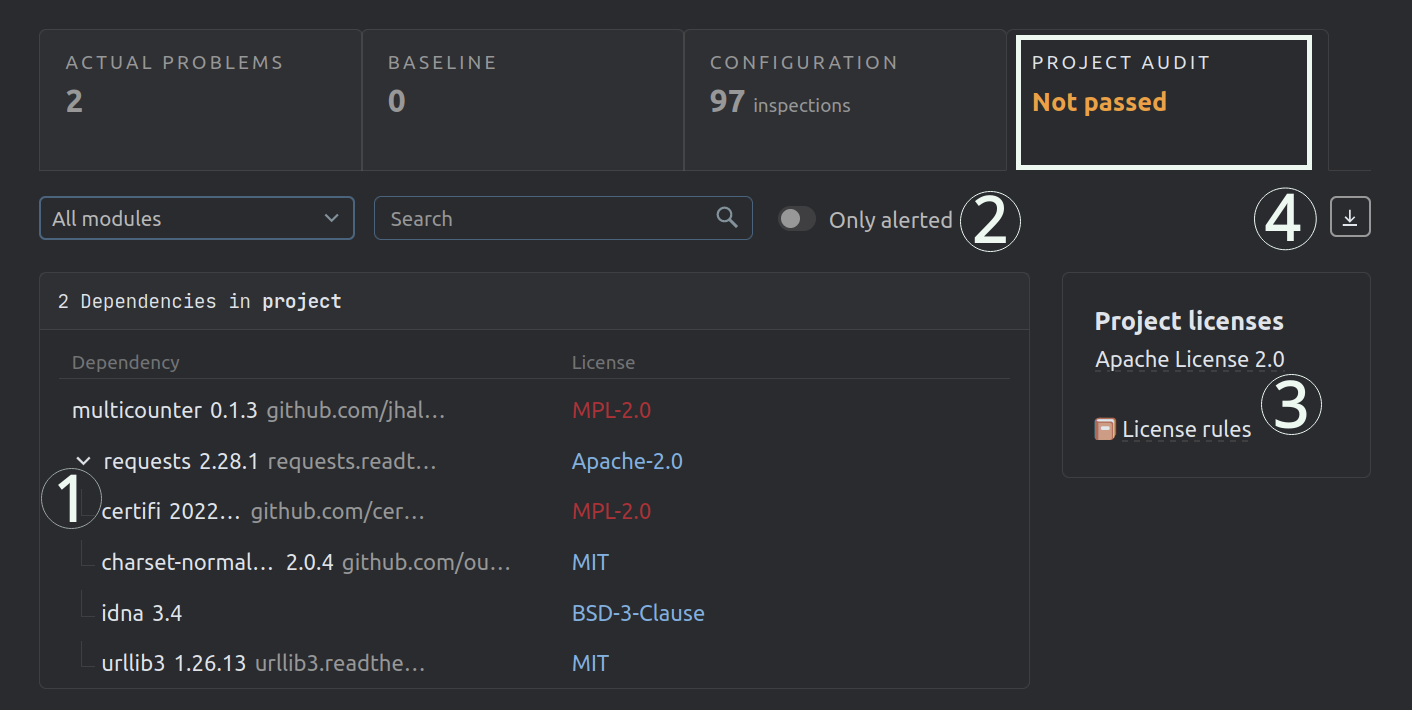 ACTUAL PROBLEMS
2
BASELINE
0
CONFIGURATION
97 inspections
PROJECT AUDIT
Not passed
All modules
Search
Only alerted
2
4
2 Dependencies in project
Dependency License
multicounter 0.1.3 github.com/jhal... MPL-2.0
requests 2.28.1 requests.readt... Apache-2.0
1
certifi 2022... github.com/cer... MPL-2.0
charset-normal... 2.0.4 github.com/ou... MIT
idna 3.4 BSD-3-Clause
urllib3 1.26.13 urllib3.readthe... MIT
Project licenses
Apache License 2.0
3
License rules